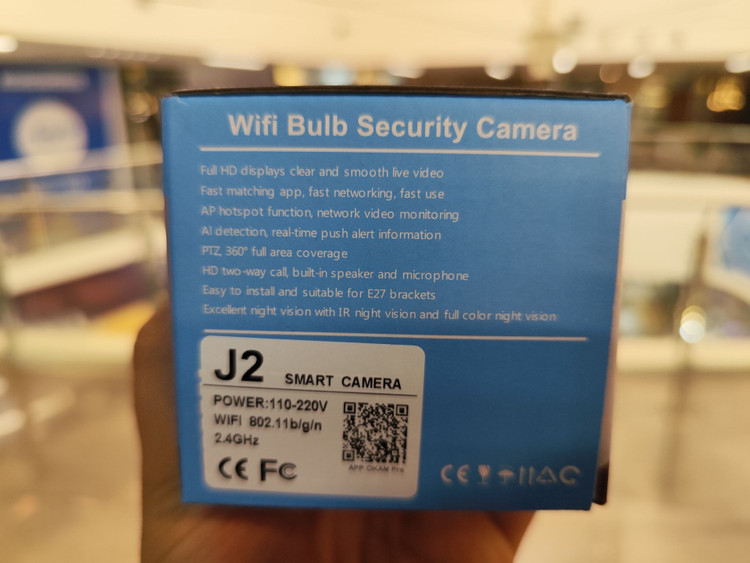 Wifi Bulb Security Camera
Full HD displays clear and smooth live video
Fast matching app, fast networking, fast use
AP hotspot function, network video monitoring
AI detection, real-time push alert information
PTZ, 360° full area coverage
HD two-way call, built-in speaker and microphone
Easy to install and suitable for E27 brackets
Excellent night vision with IR night vision and full color night vision
J2 SMART CAMERA
POWER:110-220V
WIFI 802.11b/g/n
2.4GHz
APP OKAM Pro
CE FC
CE